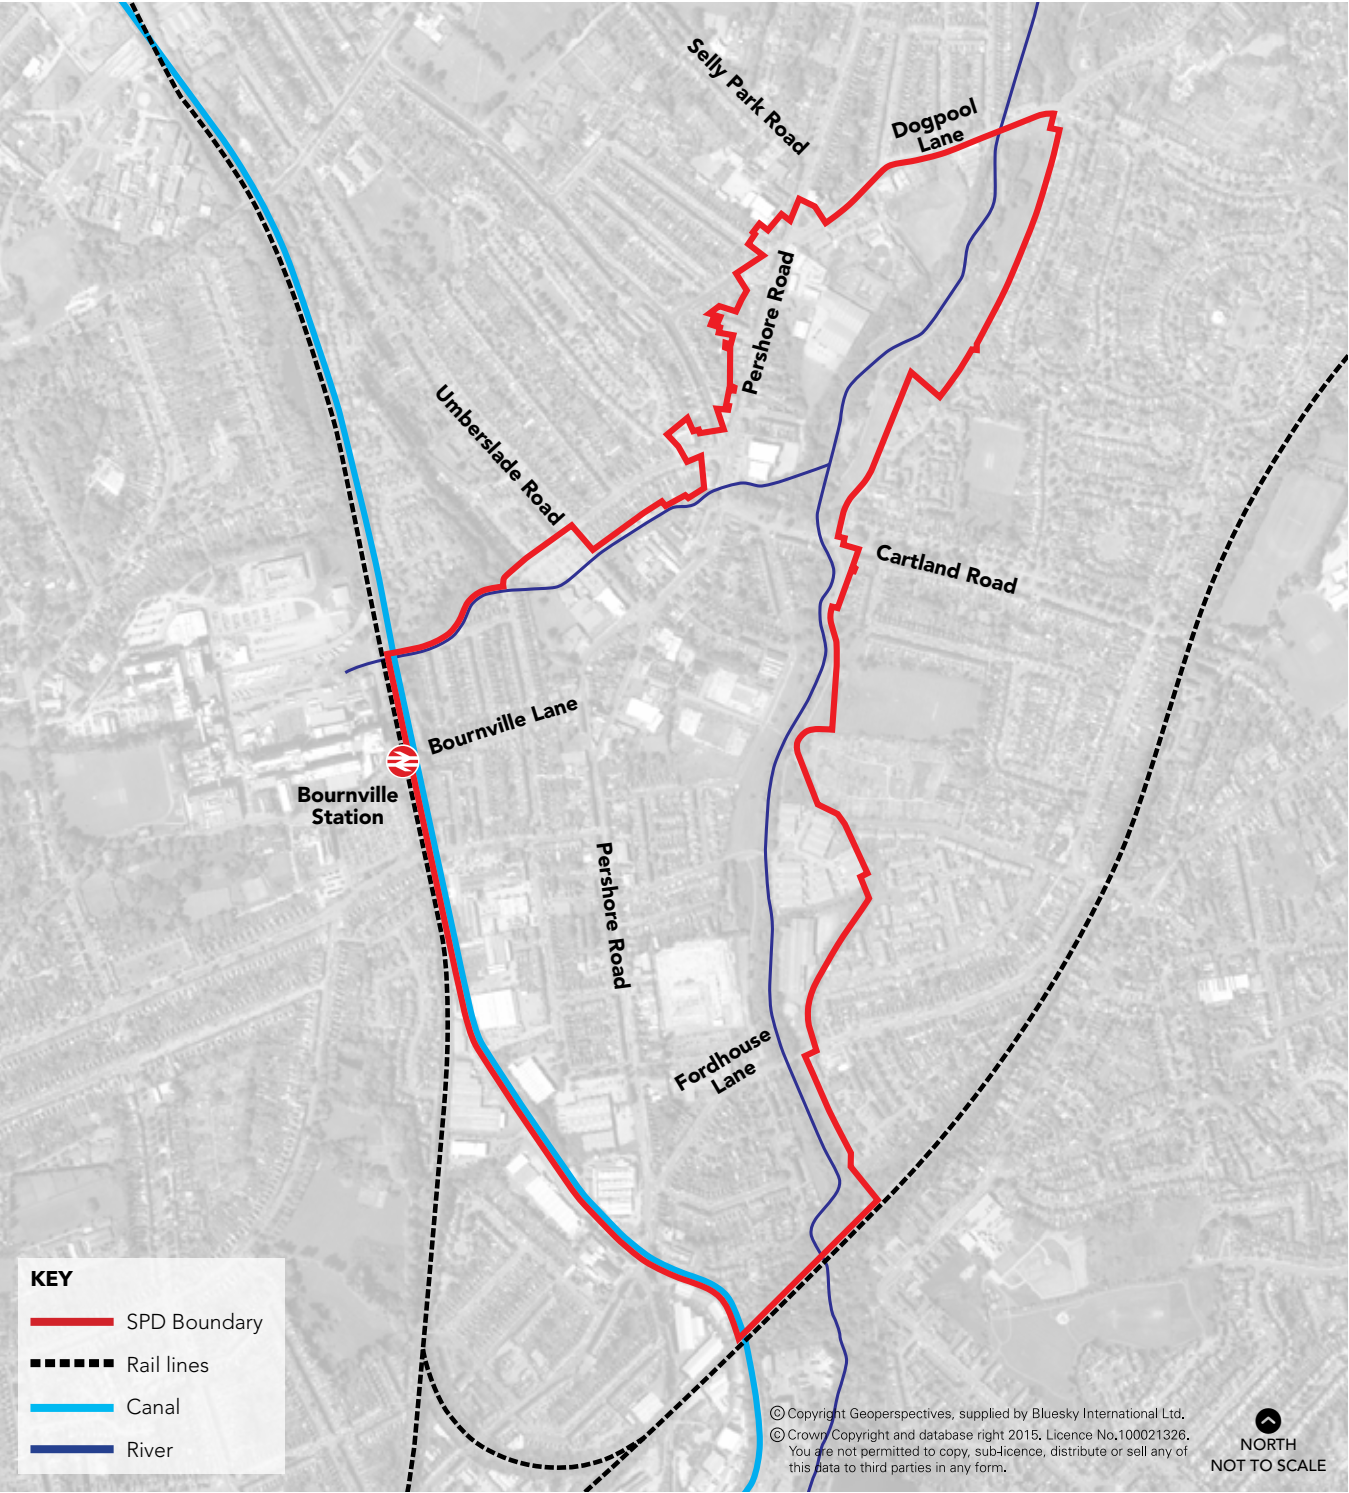 Selly Park Road
Dogpool
Lane
Pershore Road
Umberslade Road
Cartland Road
Bournville Lane
Bournville
Station
Pershore Road
Fordhouse
Lane
KEY
SPD Boundary
Rail lines
Canal
River
© Copyright Geoperspectives, supplied by Bluesky International Ltd.
© Crown Copyright and database right 2015. Licence No.100021326.
You are not permitted to copy, sub-licence, distribute or sell any of
this data to third parties in any form.
NORTH
NOT TO SCALE